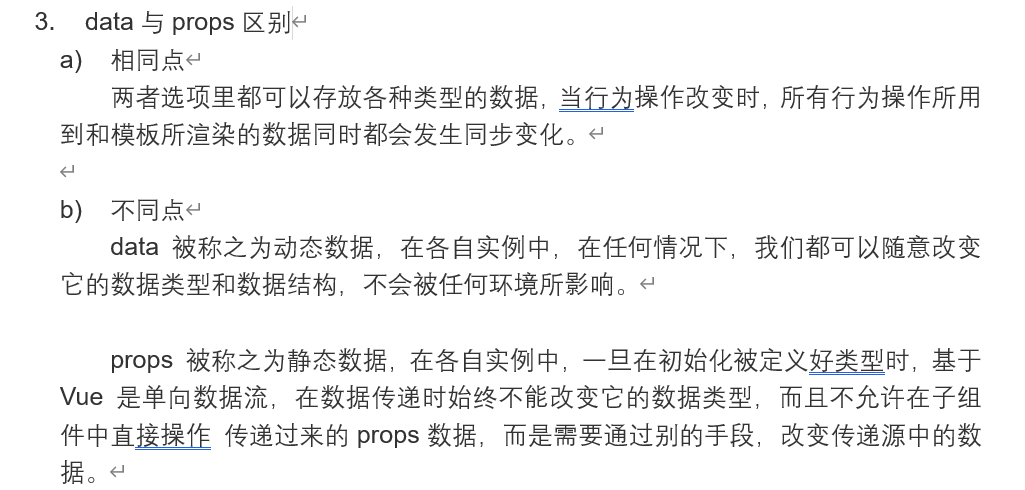 3. data 与 props 区别
a) 相同点
两者选项里都可以存放各种类型的数据，当行为操作改变时，所有行为操作所用
到和模板所渲染的数据同时都会发生同步变化。
b) 不同点
data 被称之为动态数据，在各自实例中，在任何情况下，我们都可以随意改变
它的数据类型和数据结构，不会被任何环境所影响。
props 被称之为静态数据，在各自实例中，一旦在初始化被定义好类型时，基于
Vue 是单向数据流，在数据传递时始终不能改变它的数据类型，而且不允许在子组
件中直接操作 传递过来的 props 数据，而是需要通过别的手段，改变传递源中的数
据。